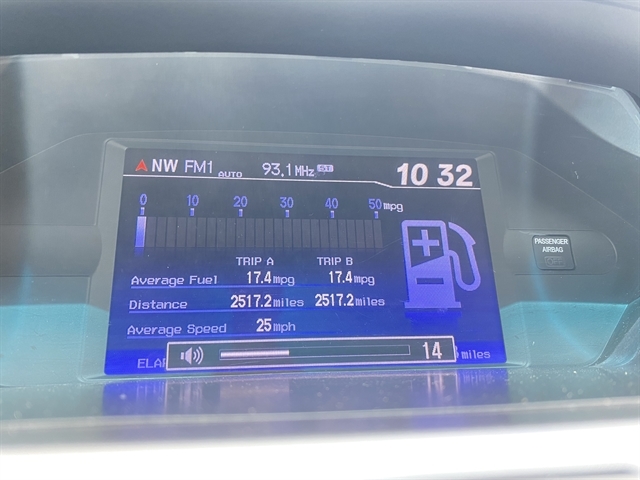 NW FM1 AUTO 93.1 MHz ST 10 32
0 10 20 30 40 50 mpg
TRIP A TRIP B
Average Fuel 17.4 mpg 17.4 mpg
Distance 2517.2 miles 2517.2 miles
Average Speed 25 mph
14 miles
PASSENGER
AIRBAG